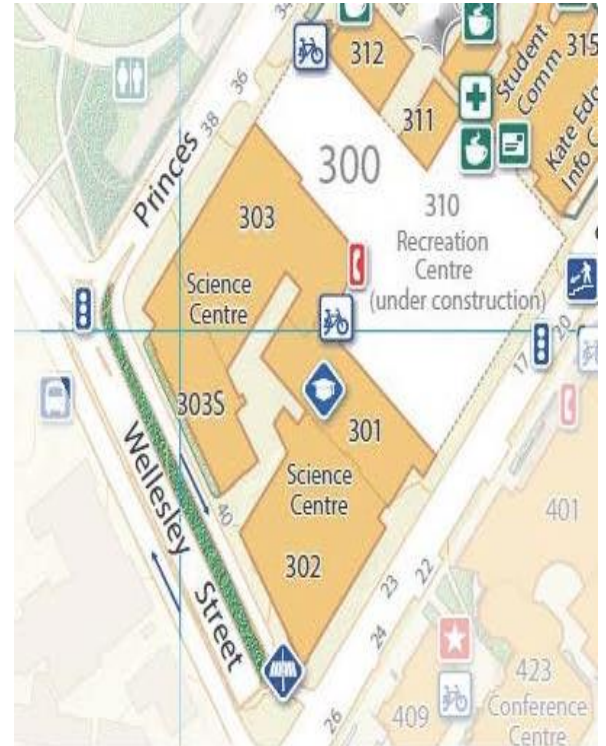 34
312
315
Student
Comm
Kate Edg
Info C
36
38
311
Princes
300
310
Recreation
Centre
(under construction)
303
Science
Centre
20
17
303S
301
Wellesley
Street
40
Science
Centre
302
401
23
22
24
26
423
Conference
Centre
409